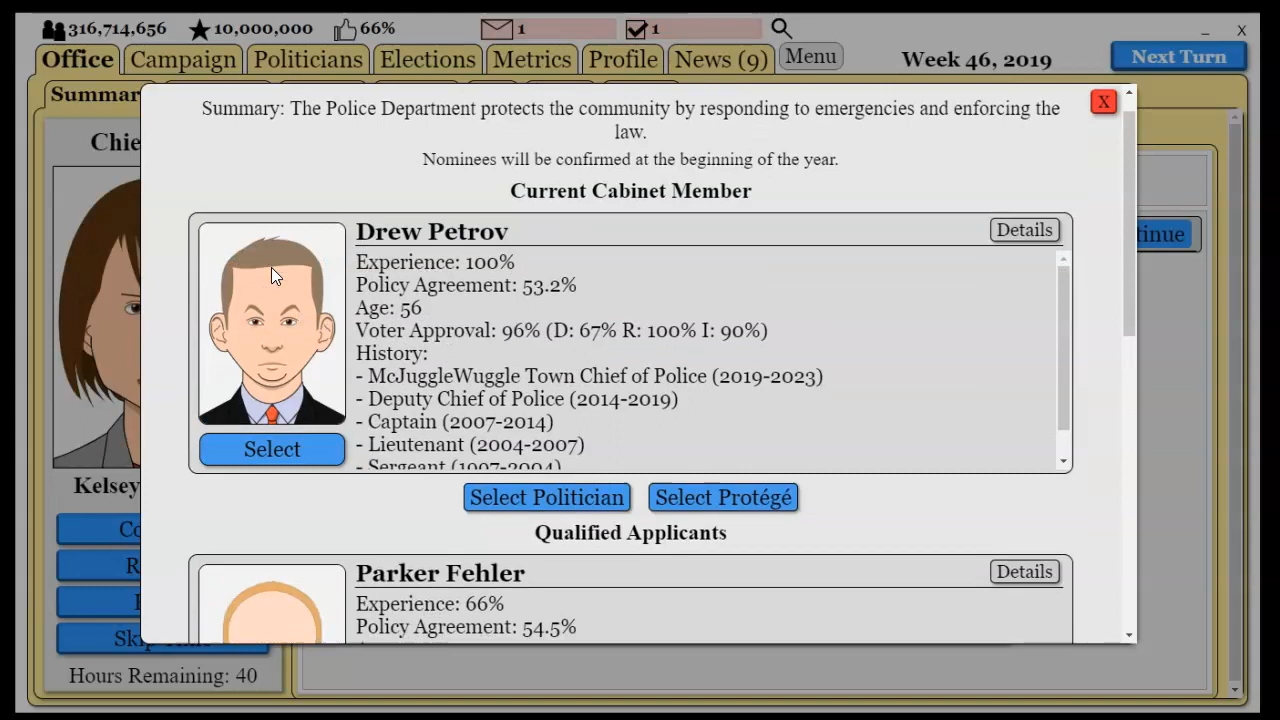 316,714,656 10,000,000 66% 1 1
Office Campaign Politicians Elections Metrics Profile News (9) Menu Week 46, 2019 Next Turn
Summar
Summary: The Police Department protects the community by responding to emergencies and enforcing the
law.
X
Nominees will be confirmed at the beginning of the year.
Chie
Current Cabinet Member
Drew Petrov
Details
Experience: 100%
Policy Agreement: 53.2%
Age: 56
Voter Approval: 96% (D: 67% R: 100% I: 90%)
History:
- McJuggleWuggle Town Chief of Police (2019-2023)
- Deputy Chief of Police (2014-2019)
- Captain (2007-2014)
- Lieutenant (2004-2007)
- Sergeant (1997-2004)
Select
tinue
Kelsey
Select Politician Select Protégé
Co
Qualified Applicants
R
Parker Fehler
Details
Experience: 66%
Policy Agreement: 54.5%
Hours Remaining: 40